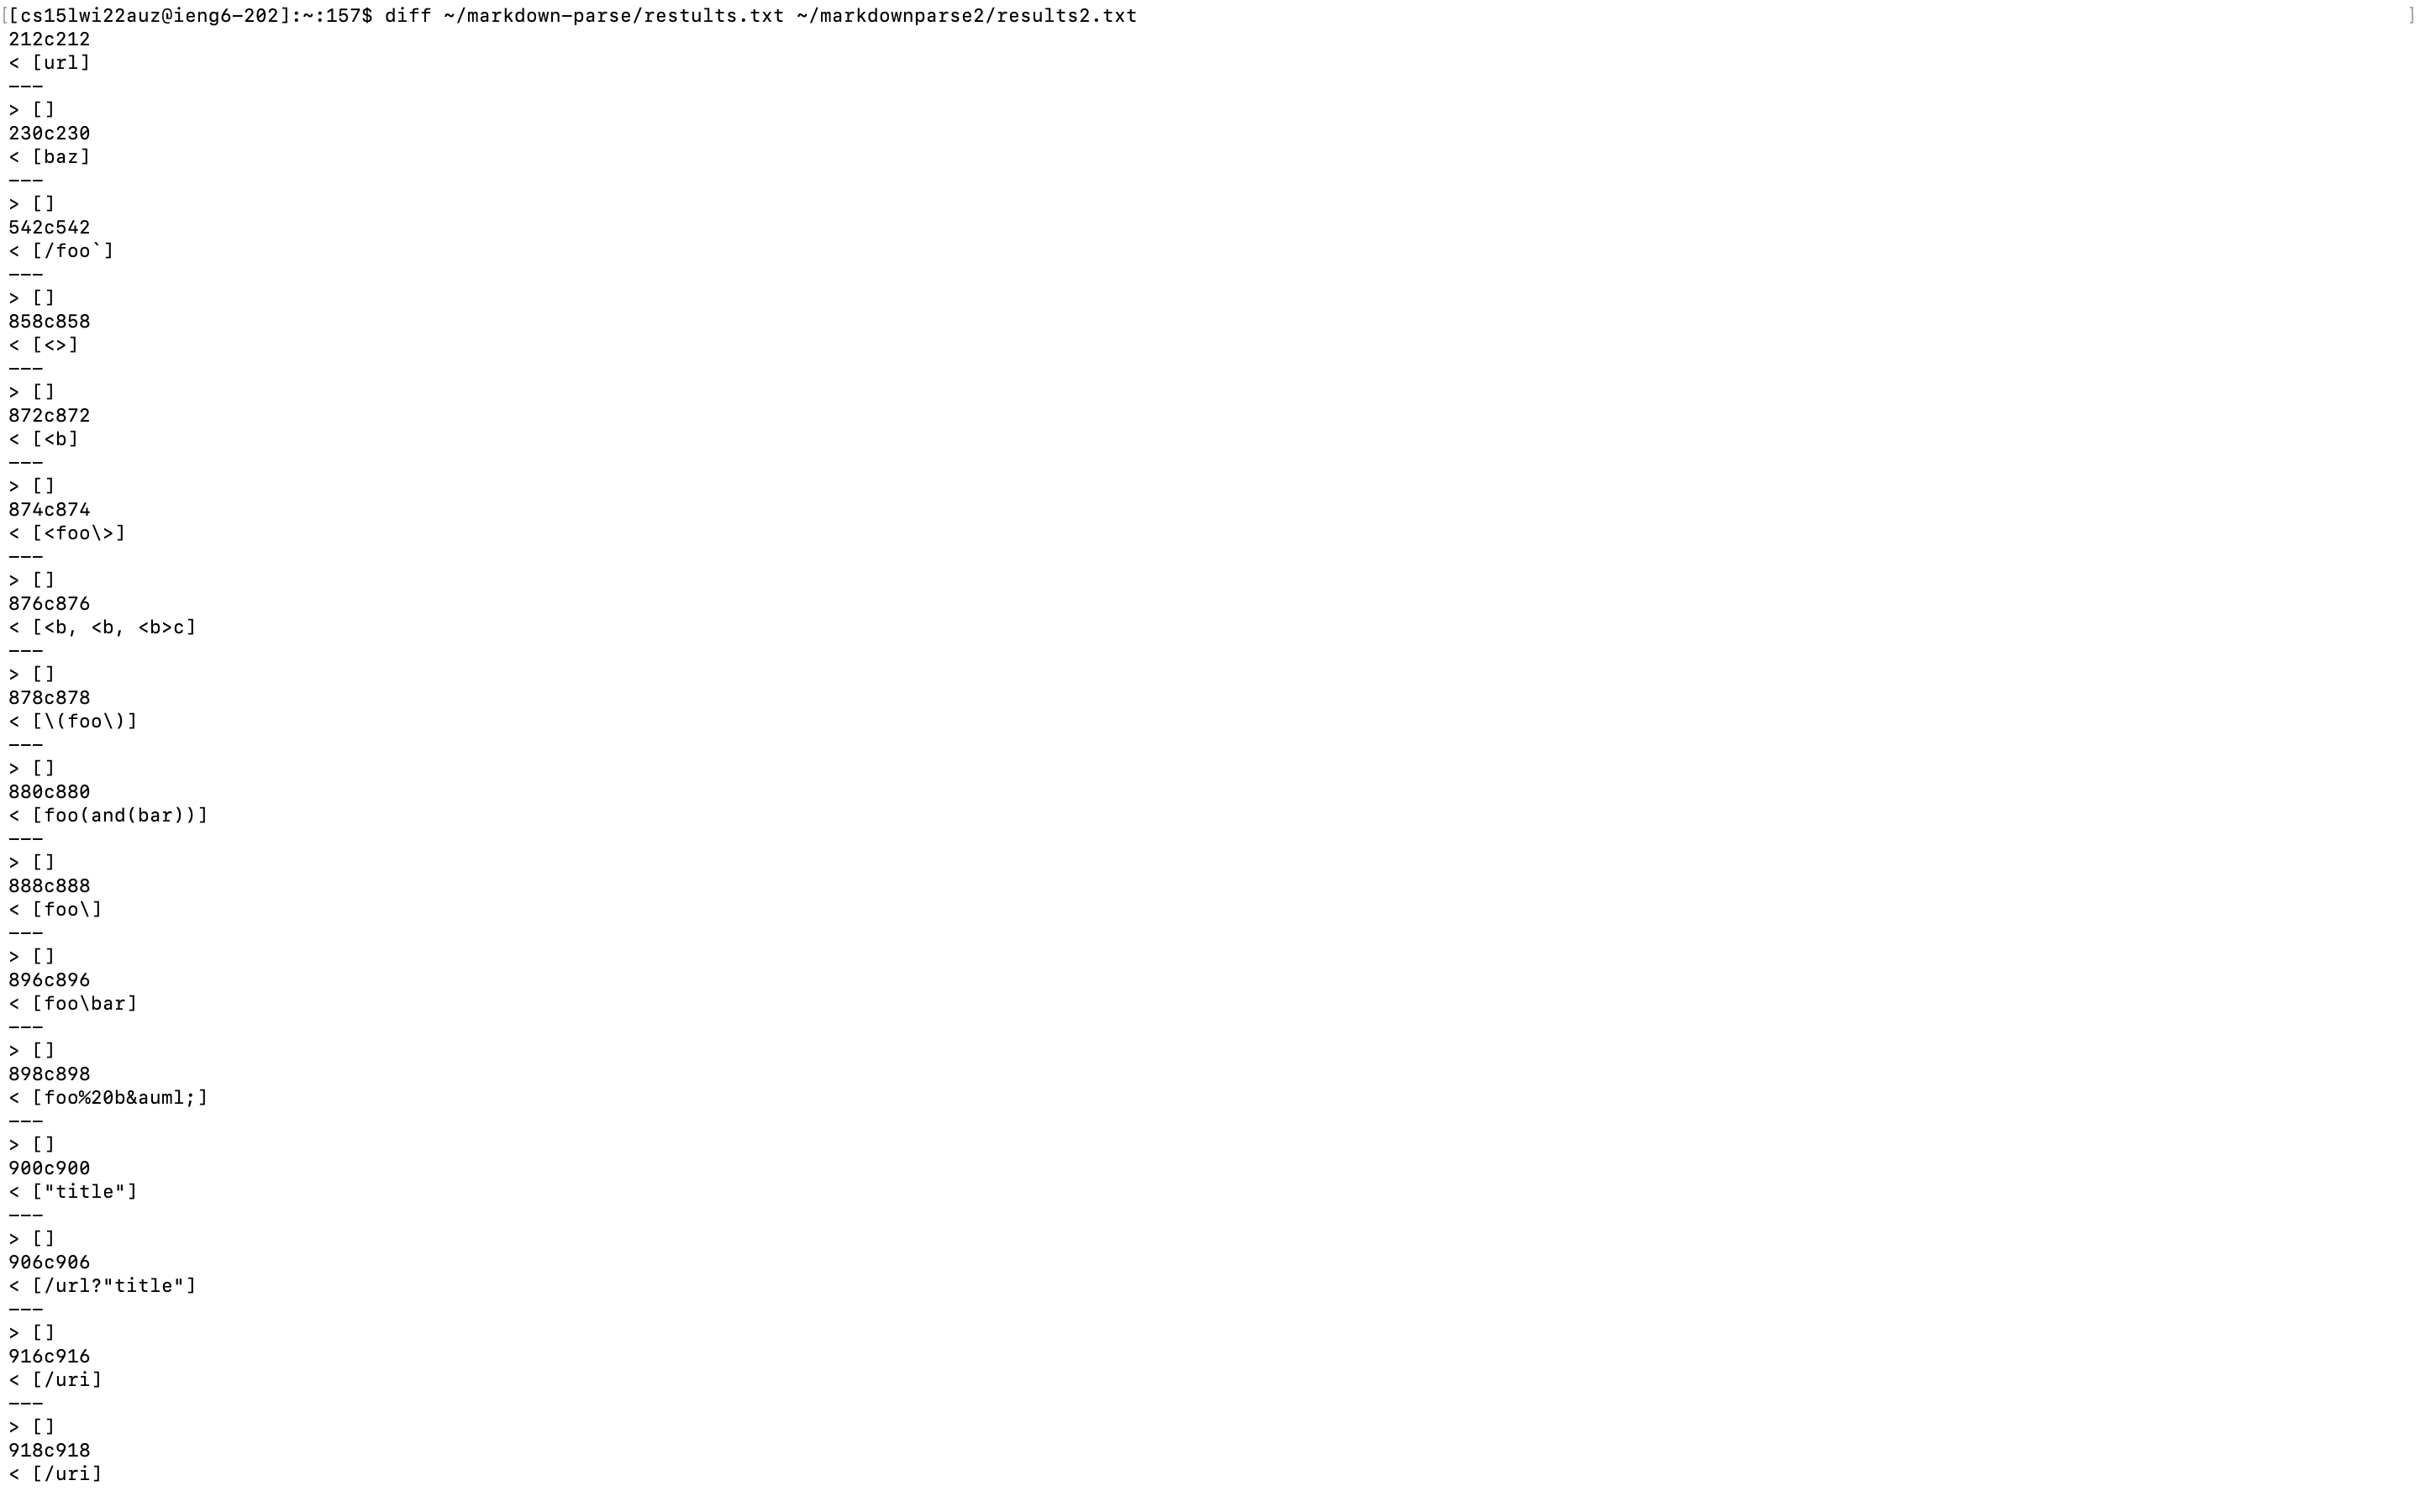 [[cs15lwi22auz@ieng6-202]:~:157$ diff ~/markdown-parse/restults.txt ~/markdownparse2/results2.txt ]
212c212
< [url]
---
> []
230c230
< [baz]
---
> []
542c542
< [/foo`]
---
> []
858c858
< [<>]
---
> []
872c872
< [<b]
---
> []
874c874
< [<foo\>]
---
> []
876c876
< [<b, <b, <b>c]
---
> []
878c878
< [\(foo\)]
---
> []
880c880
< [foo(and(bar))]
---
> []
888c888
< [foo\]
---
> []
896c896
< [foo\bar]
---
> []
898c898
< [foo%20b&auml;]
---
> []
900c900
< ["title"]
---
> []
906c906
< [/url?"title"]
---
> []
916c916
< [/uri]
---
> []
918c918
< [/uri]